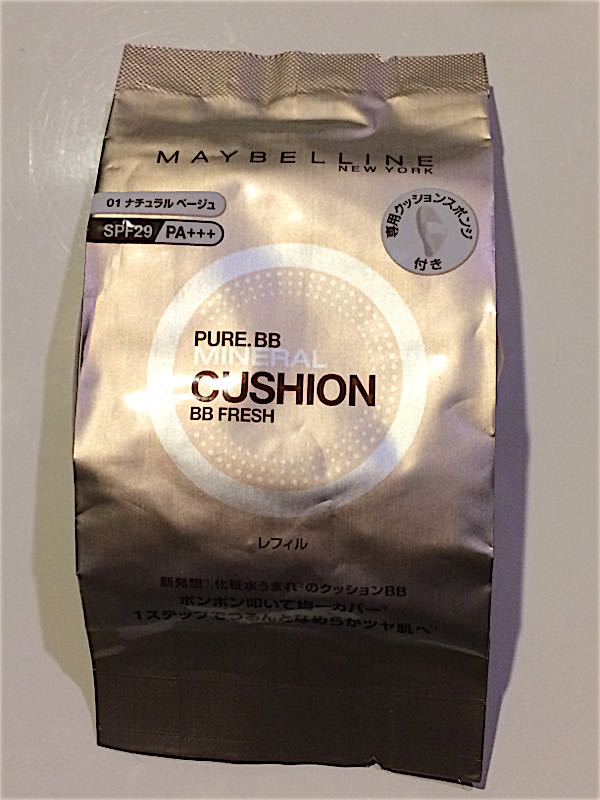 MAYBELLINE
NEW YORK
01 ナチュラル ベージュ
SPF29 PA+++
専用クッションスポンジ
付き
PURE.BB
MINERAL
CUSHION
BB FRESH
レフィル
新発想*¹ 化粧水うまれ*²のクッションBB
ポンポン叩いて均一カバー*³
1ステップでつるんとなめらかツヤ肌へ*³